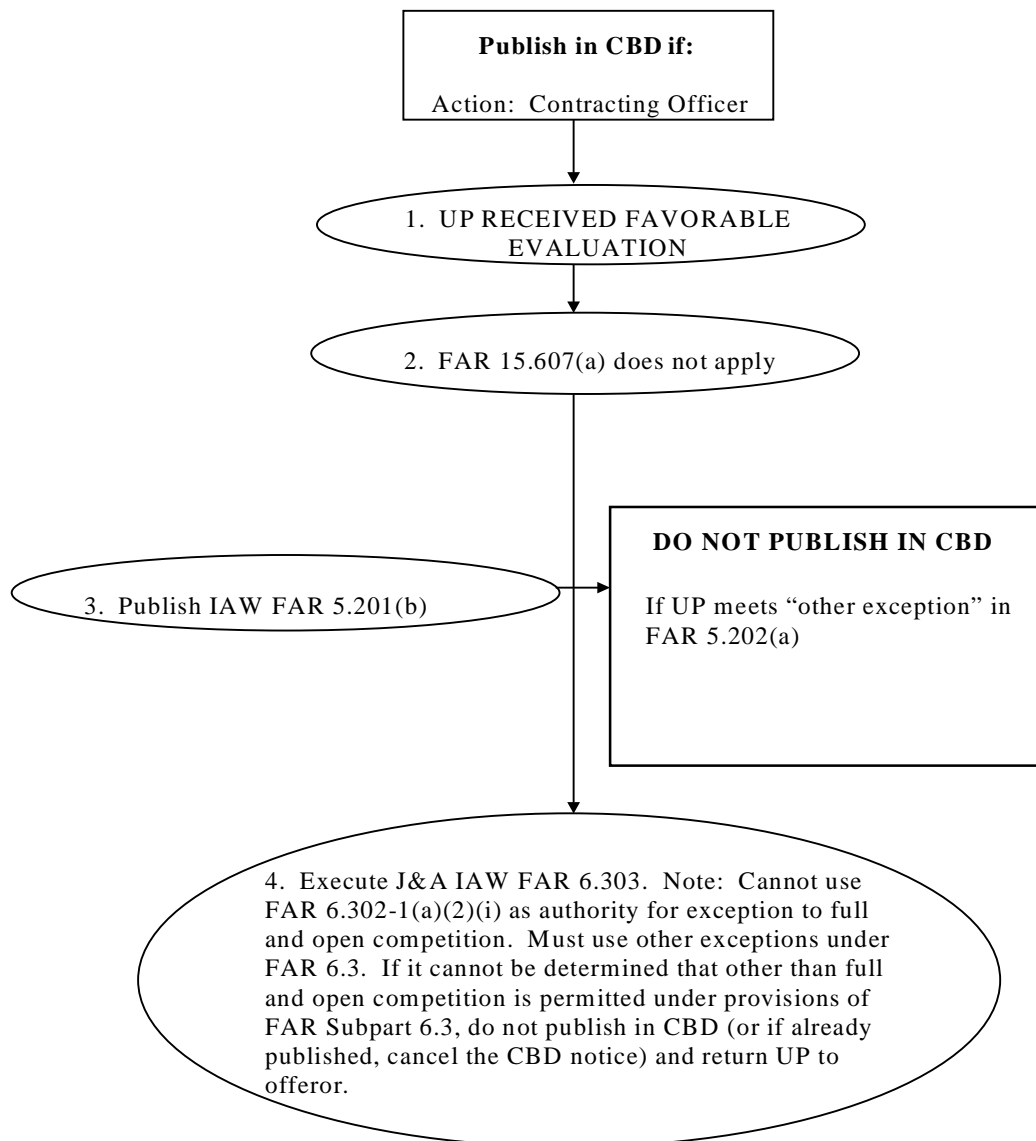 Publish in CBD if:
Action: Contracting Officer
1. UP RECEIVED FAVORABLE
EVALUATION
2. FAR 15.607(a) does not apply
3. Publish IAW FAR 5.201(b)
DO NOT PUBLISH IN CBD
If UP meets “other exception” in
FAR 5.202(a)
4. Execute J&A IAW FAR 6.303. Note: Cannot use
FAR 6.302-1(a)(2)(i) as authority for exception to full
and open competition. Must use other exceptions under
FAR 6.3. If it cannot be determined that other than full
and open competition is permitted under provisions of
FAR Subpart 6.3, do not publish in CBD (or if already
published, cancel the CBD notice) and return UP to
offeror.